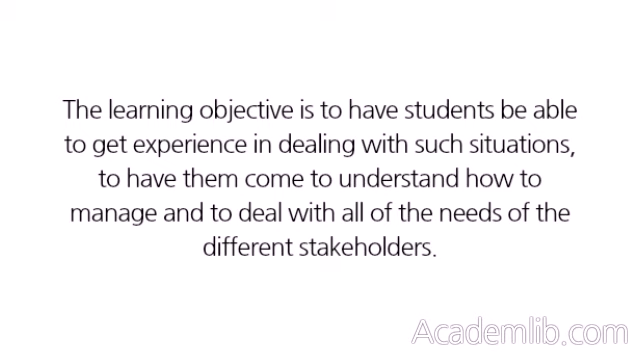 The learning objective is to have students be able
to get experience in dealing with such situations,
to have them come to understand how to
manage and to deal with all of the needs of the
different stakeholders.
Academlib.com